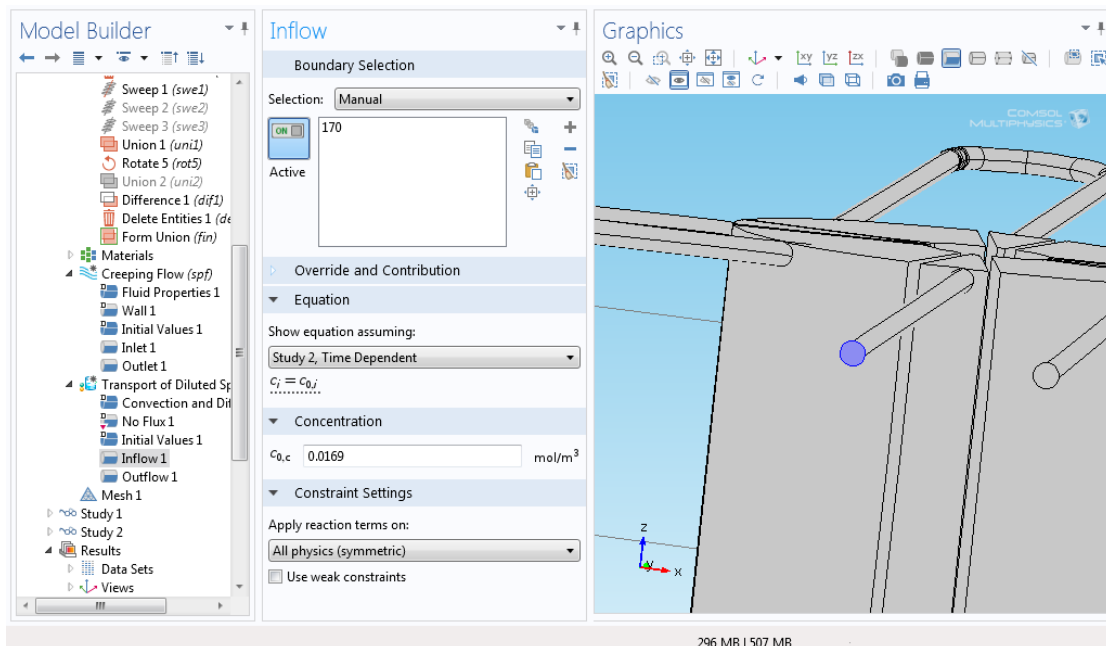 Model Builder
Sweep 1 (swe1)
Sweep 2 (swe2)
Sweep 3 (swe3)
Union 1 (uni1)
Rotate 5 (rot5)
Union 2 (uni2)
Difference 1 (dif1)
Delete Entities 1 (de
Form Union (fin)
Materials
Creeping Flow (spf)
Fluid Properties 1
Wall 1
Initial Values 1
Inlet 1
Outlet 1
Transport of Diluted Sp
Convection and Dif
No Flux 1
Initial Values 1
Inflow 1
Outflow 1
Mesh 1
Study 1
Study 2
Results
Data Sets
Views
Inflow
Boundary Selection
Selection: Manual
ON
170
Active
Override and Contribution
Equation
Show equation assuming:
Study 2, Time Dependent
c_i = c_{0,i}
Concentration
c_{0,c} 0.0169 mol/m³
Constraint Settings
Apply reaction terms on:
All physics (symmetric)
Use weak constraints
Graphics
xy yz zx
COMSOL
MULTIPHYSICS
z
y
x
296 MB | 507 MB